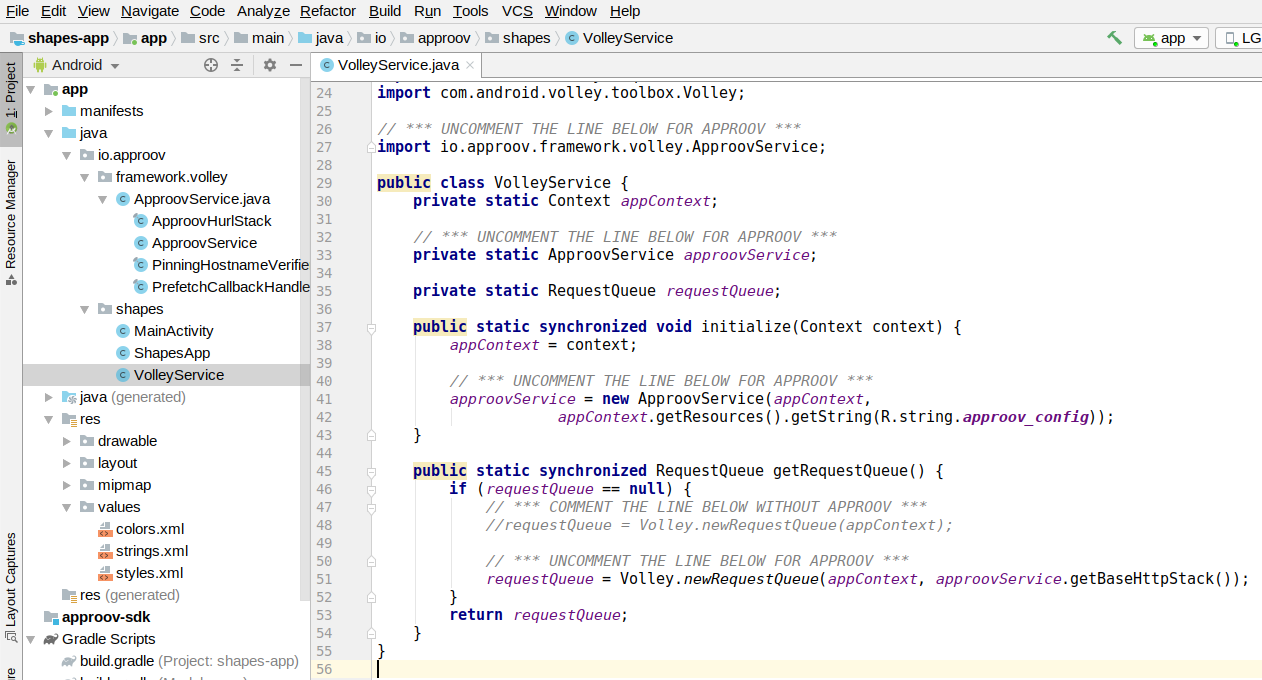 File Edit View Navigate Code Analyze Refactor Build Run Tools VCS Window Help
shapes-app app src main java io approov shapes VolleyService app LG
1: Project
Resource Manager
Layout Captures
Android
app
manifests
java
io.approov
framework.volley
ApproovService.java
ApproovHurlStack
ApproovService
PinningHostnameVerifie
PrefetchCallbackHandle
shapes
MainActivity
ShapesApp
VolleyService
java (generated)
res
drawable
layout
mipmap
values
colors.xml
strings.xml
styles.xml
res (generated)
approov-sdk
Gradle Scripts
build.gradle (Project: shapes-app)
VolleyService.java
24 import com.android.volley.toolbox.Volley;
25
26 // *** UNCOMMENT THE LINE BELOW FOR APPROOV ***
27 import io.approov.framework.volley.ApproovService;
28
29 public class VolleyService {
30 private static Context appContext;
31
32 // *** UNCOMMENT THE LINE BELOW FOR APPROOV ***
33 private static ApproovService approovService;
34
35 private static RequestQueue requestQueue;
36
37 public static synchronized void initialize(Context context) {
38 appContext = context;
39
40 // *** UNCOMMENT THE LINE BELOW FOR APPROOV ***
41 approovService = new ApproovService(appContext,
42 appContext.getResources().getString(R.string.approov_config));
43 }
44
45 public static synchronized RequestQueue getRequestQueue() {
46 if (requestQueue == null) {
47 // *** COMMENT THE LINE BELOW WITHOUT APPROOV ***
48 //requestQueue = Volley.newRequestQueue(appContext);
49
50 // *** UNCOMMENT THE LINE BELOW FOR APPROOV ***
51 requestQueue = Volley.newRequestQueue(appContext, approovService.getBaseHttpStack());
52 }
53 return requestQueue;
54 }
55 }
56